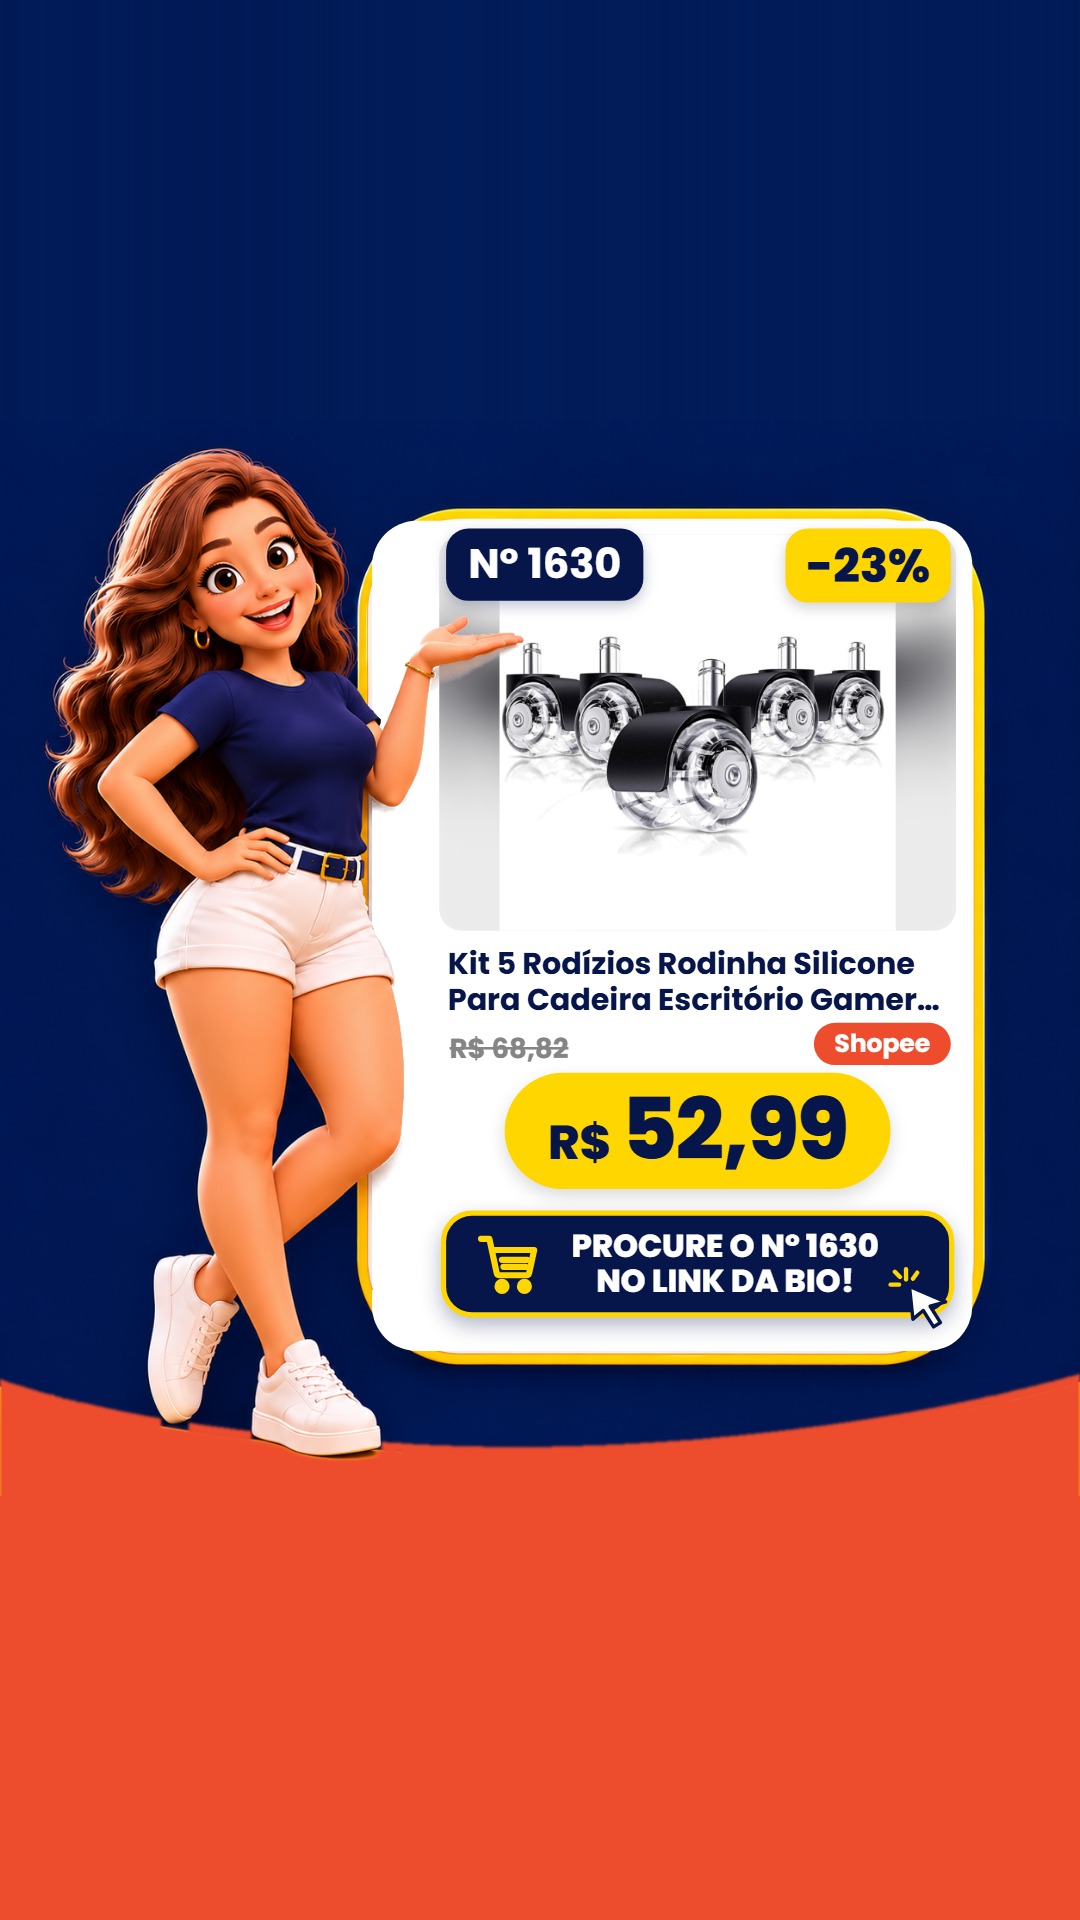 Nº 1630
-23%
Kit 5 Rodízios Rodinha Silicone
Para Cadeira Escritório Gamer...
R$ 68,82
Shopee
R$ 52,99
PROCURE O Nº 1630
NO LINK DA BIO!